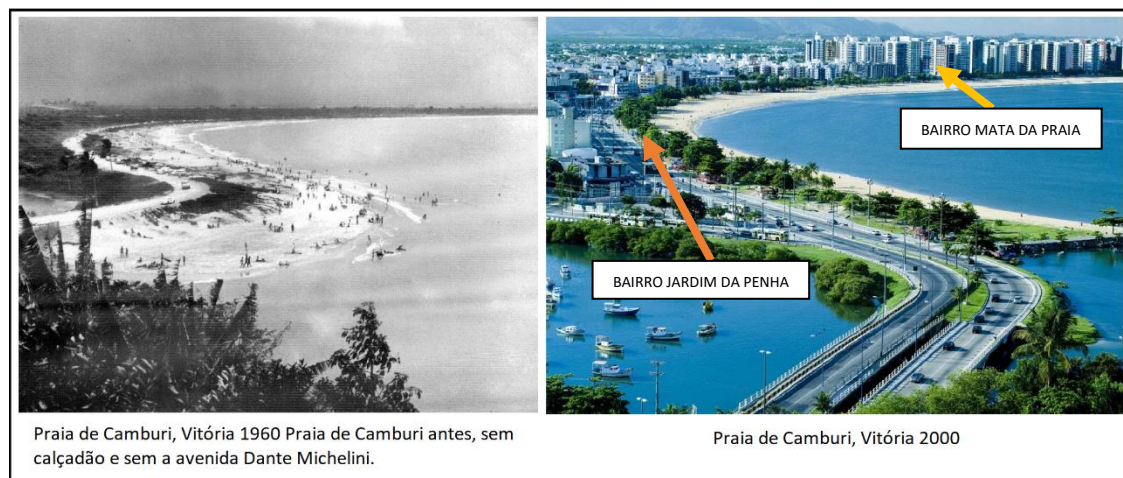 BAIRRO MATA DA PRAIA
BAIRRO JARDIM DA PENHA
Praia de Camburi, Vitória 1960 Praia de Camburi antes, sem
calçadão e sem a avenida Dante Michelini.
Praia de Camburi, Vitória 2000